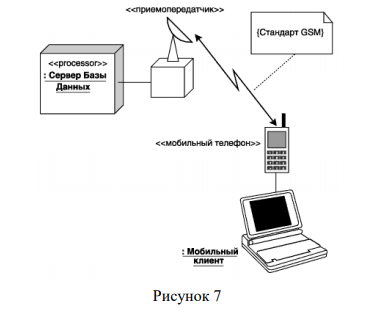 <<приемопередатчик>>
{Стандарт GSM}
<<processor>>
: Сервер Базы
Данных
<<мобильный телефон>>
: Мобильный
клиент
Рисунок 7